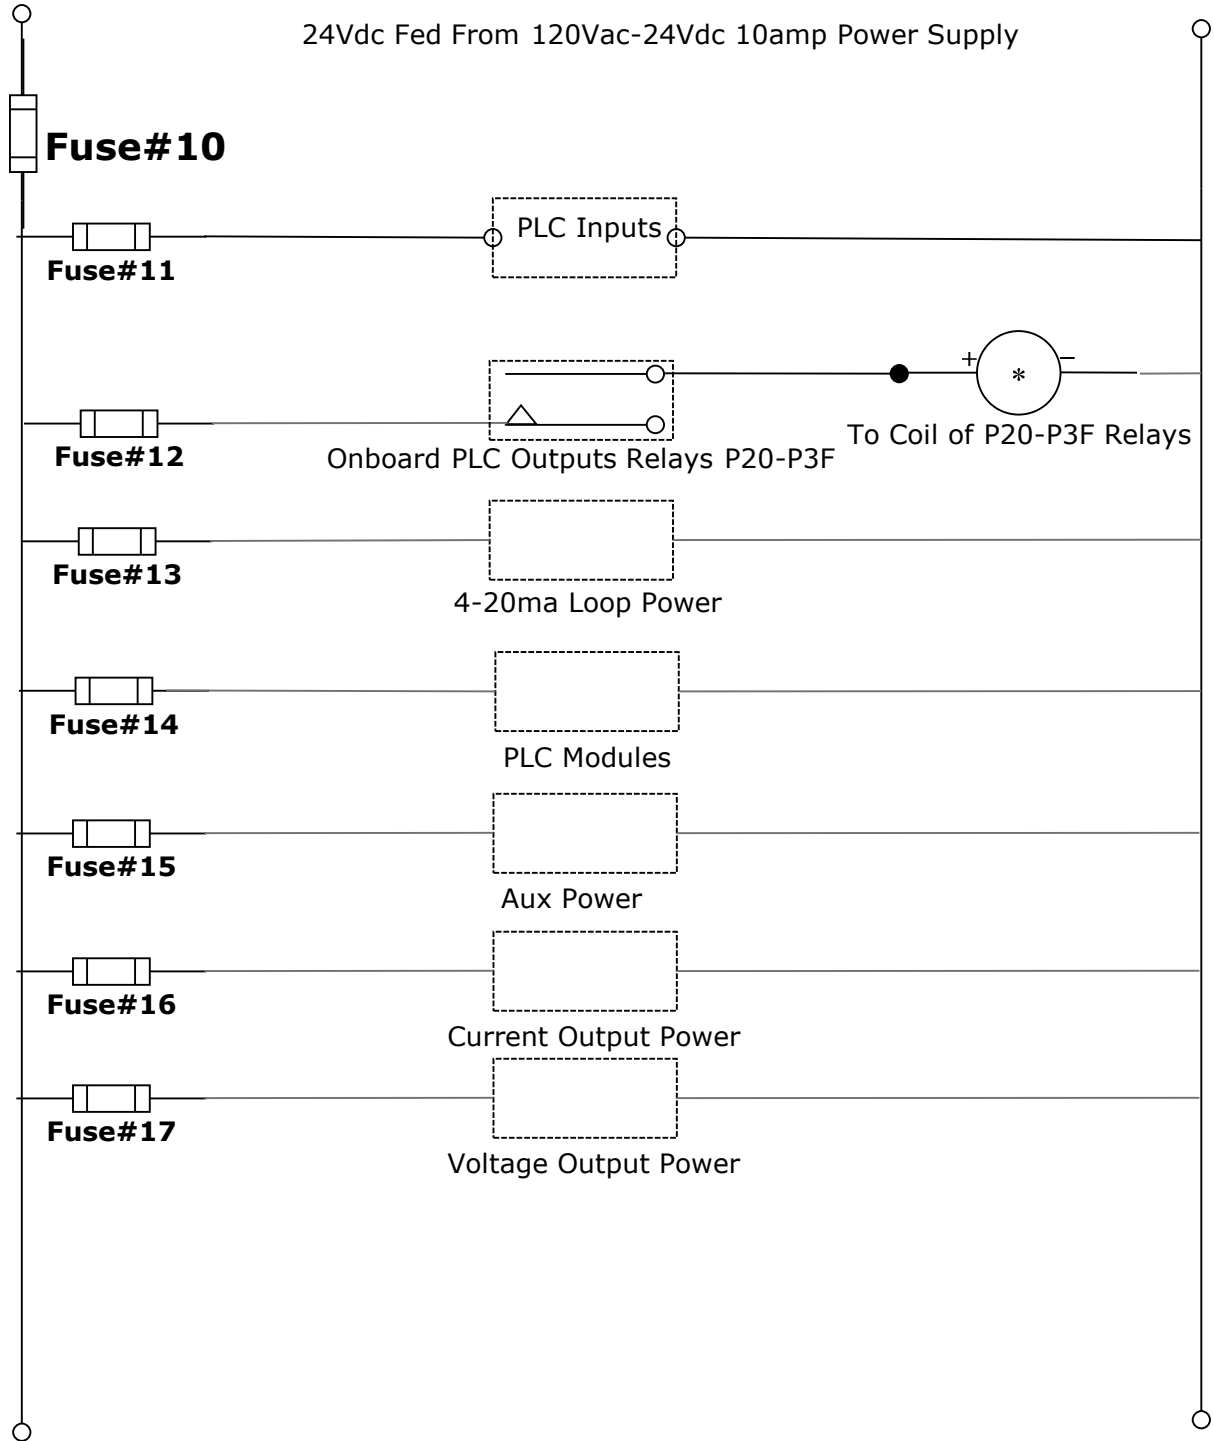 24Vdc Fed From 120Vac-24Vdc 10amp Power Supply
Fuse#10
PLC Inputs
Fuse#11
+ * −
To Coil of P20-P3F Relays
Fuse#12
Onboard PLC Outputs Relays P20-P3F
Fuse#13
4-20ma Loop Power
Fuse#14
PLC Modules
Fuse#15
Aux Power
Fuse#16
Current Output Power
Fuse#17
Voltage Output Power